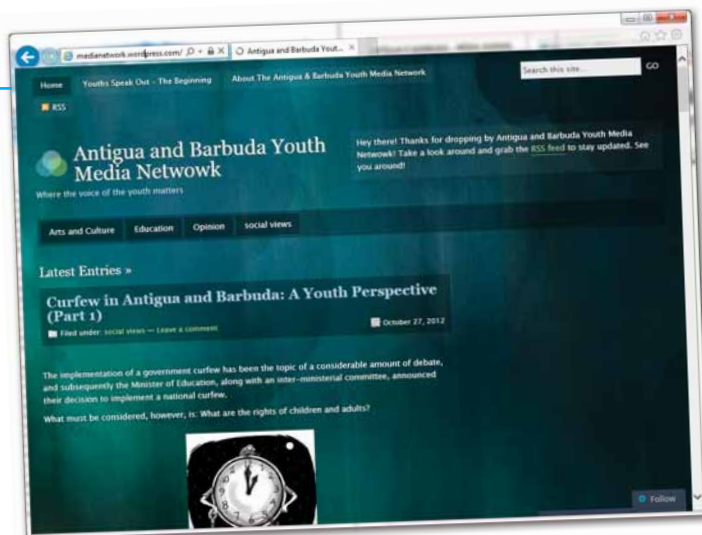 medianetwork.wordpress.com/
Antigua and Barbuda Yout...
Home Youths Speak Out - The Beginning About The Antigua & Barbuda Youth Media Network
Search this site... GO
RSS
Antigua and Barbuda Youth
Media Netwowk
Where the voice of the youth matters
Hey there! Thanks for dropping by Antigua and Barbuda Youth Media
Netwowk! Take a look around and grab the RSS feed to stay updated. See
you around!
Arts and Culture Education Opinion social views
Latest Entries »
Curfew in Antigua and Barbuda: A Youth Perspective
(Part 1)
Filed under: social views — Leave a comment October 27, 2012
The implementation of a government curfew has been the topic of a considerable amount of debate,
and subsequently the Minister of Education, along with an inter-ministerial committee, announced
their decision to implement a national curfew.
What must be considered, however, is: What are the rights of children and adults?
Follow